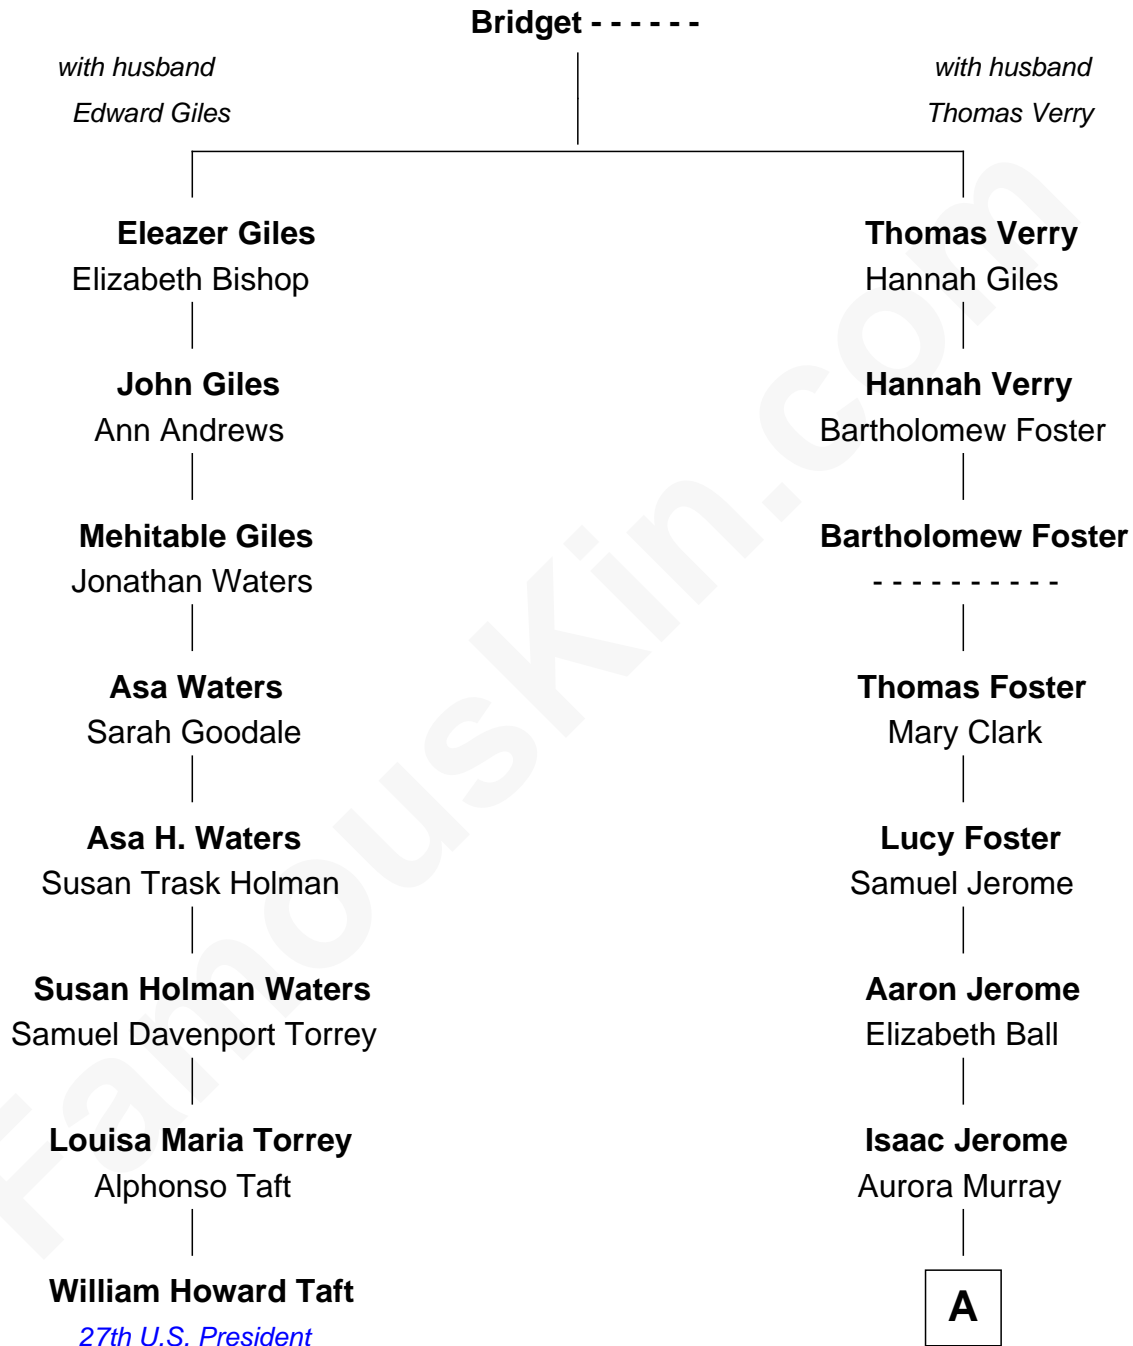 Bridget - - - - - -
with husband
Edward Giles
with husband
Thomas Verry
Eleazer Giles
Elizabeth Bishop
Thomas Verry
Hannah Giles
John Giles
Ann Andrews
Hannah Verry
Bartholomew Foster
Mehitable Giles
Jonathan Waters
Bartholomew Foster
- - - - - - - - - -
Asa Waters
Sarah Goodale
Thomas Foster
Mary Clark
Asa H. Waters
Susan Trask Holman
Lucy Foster
Samuel Jerome
Susan Holman Waters
Samuel Davenport Torrey
Aaron Jerome
Elizabeth Ball
Louisa Maria Torrey
Alphonso Taft
Isaac Jerome
Aurora Murray
William Howard Taft
27th U.S. President
A
FamousKin.com